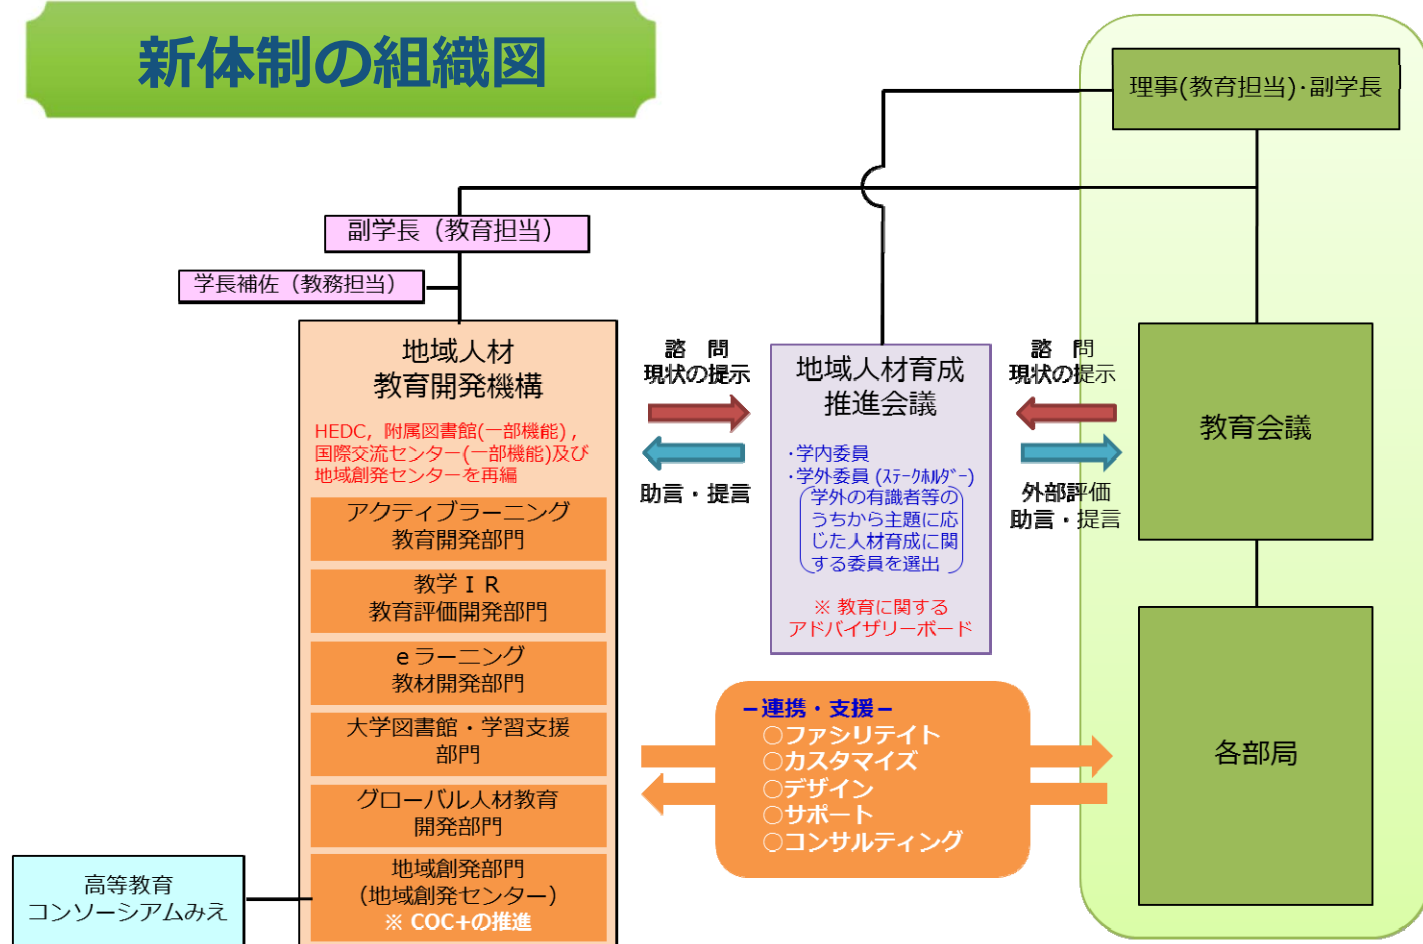 新体制の組織図
理事(教育担当)･副学長
副学長（教育担当）
学長補佐（教務担当）
地域人材
教育開発機構
HEDC，附属図書館(一部機能)，
国際交流センター(一部機能)及び
地域創発センターを再編
アクティブラーニング
教育開発部門
教学ＩＲ
教育評価開発部門
ｅラーニング
教材開発部門
大学図書館・学習支援
部門
グローバル人材教育
開発部門
地域創発部門
（地域創発センター）
※ COC+の推進
高等教育
コンソーシアムみえ
諮　問
現状の提示
助言・提言
地域人材育成
推進会議
･学内委員
･学外委員 (ｽﾃｰｸﾎﾙﾀﾞｰ)
学外の有識者等の
うちから主題に応
じた人材育成に関
する委員を選出
※ 教育に関する
アドバイザリーボード
諮　問
現状の提示
外部評価
助言・提言
教育会議
－連携・支援－
○ファシリテイト
○カスタマイズ
○デザイン
○サポート
○コンサルティング
各部局